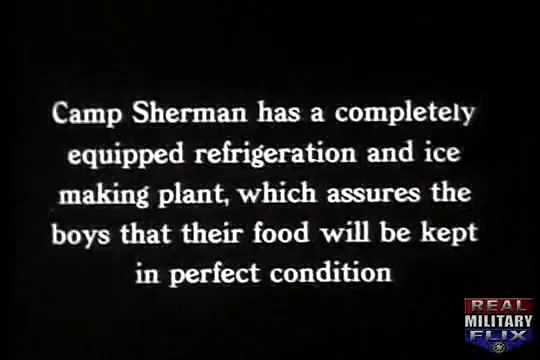 Camp Sherman has a completely
equipped refrigeration and ice
making plant, which assures the
boys that their food will be kept
in perfect condition
REAL
MILITARY
FLIX